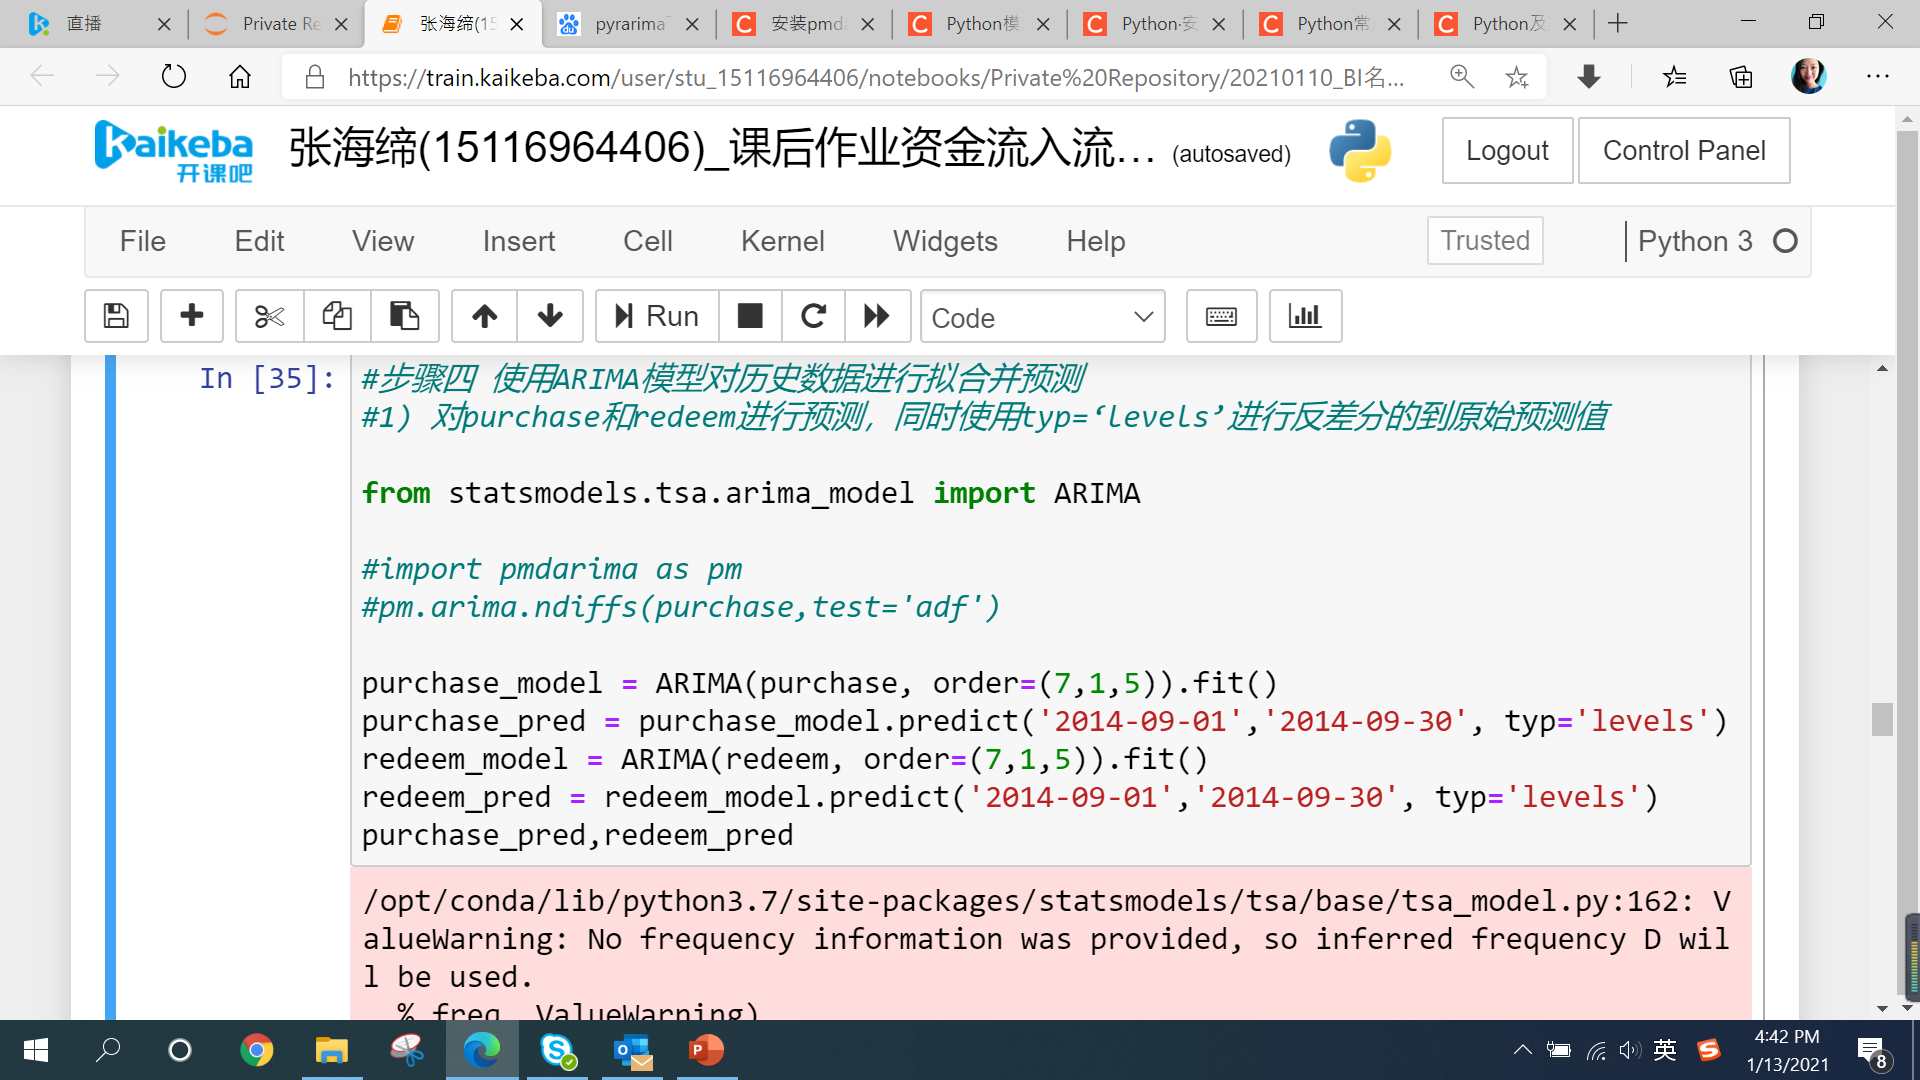 直播
Private Re
张海缔(15
pyrarima
安装pmd
Python模
Python·安
Python常
Python及
https://train.kaikeba.com/user/stu_15116964406/notebooks/Private%20Repository/20210110_BI名...
Kaikeba
开课吧
张海缔(15116964406)_课后作业资金流入流… (autosaved)
Logout
Control Panel
File Edit View Insert Cell Kernel Widgets Help
Trusted
Python 3
Run
Code
In [35]:
#步骤四 使用ARIMA模型对历史数据进行拟合并预测
#1) 对purchase和redeem进行预测，同时使用typ=‘levels’进行反差分的到原始预测值
from statsmodels.tsa.arima_model import ARIMA
#import pmdarima as pm
#pm.arima.ndiffs(purchase,test='adf')
purchase_model = ARIMA(purchase, order=(7,1,5)).fit()
purchase_pred = purchase_model.predict('2014-09-01','2014-09-30', typ='levels')
redeem_model = ARIMA(redeem, order=(7,1,5)).fit()
redeem_pred = redeem_model.predict('2014-09-01','2014-09-30', typ='levels')
purchase_pred,redeem_pred
/opt/conda/lib/python3.7/site-packages/statsmodels/tsa/base/tsa_model.py:162: V
alueWarning: No frequency information was provided, so inferred frequency D wil
l be used.
% freq, ValueWarning)
英
4:42 PM
1/13/2021
8